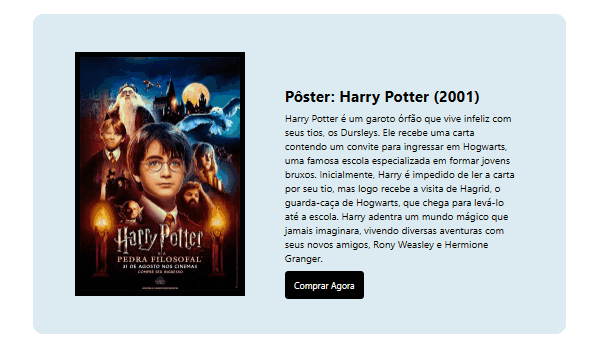 Harry Potter
E A
PEDRA FILOSOFAL
31 DE AGOSTO NOS CINEMAS
COMPRE SEU INGRESSO
Pôster: Harry Potter (2001)
Harry Potter é um garoto órfão que vive infeliz com
seus tios, os Dursleys. Ele recebe uma carta
contendo um convite para ingressar em Hogwarts,
uma famosa escola especializada em formar jovens
bruxos. Inicialmente, Harry é impedido de ler a carta
por seu tio, mas logo recebe a visita de Hagrid, o
guarda-caça de Hogwarts, que chega para levá-lo
até a escola. Harry adentra um mundo mágico que
jamais imaginara, vivendo diversas aventuras com
seus novos amigos, Rony Weasley e Hermione
Granger.
Comprar Agora